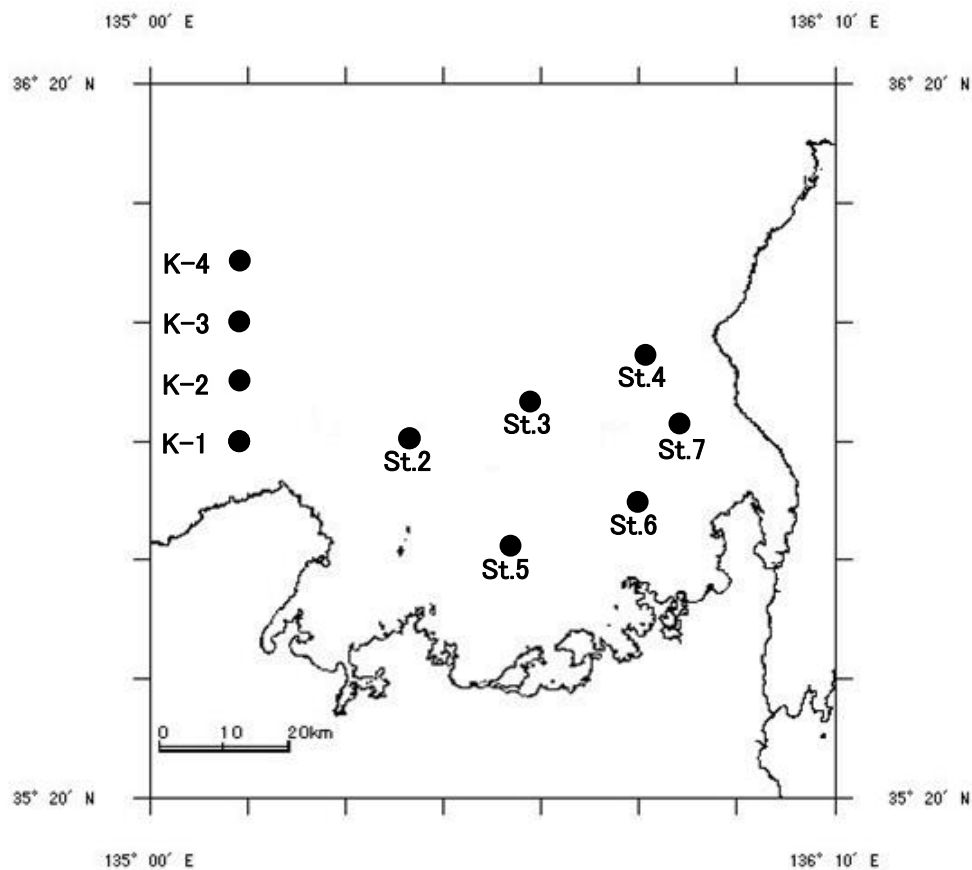 135° 00′ E
136° 10′ E
36° 20′ N
36° 20′ N
K-4
K-3
K-2
K-1
St.4
St.3
St.7
St.2
St.6
St.5
0 10 20km
35° 20′ N
35° 20′ N
135° 00′ E
136° 10′ E